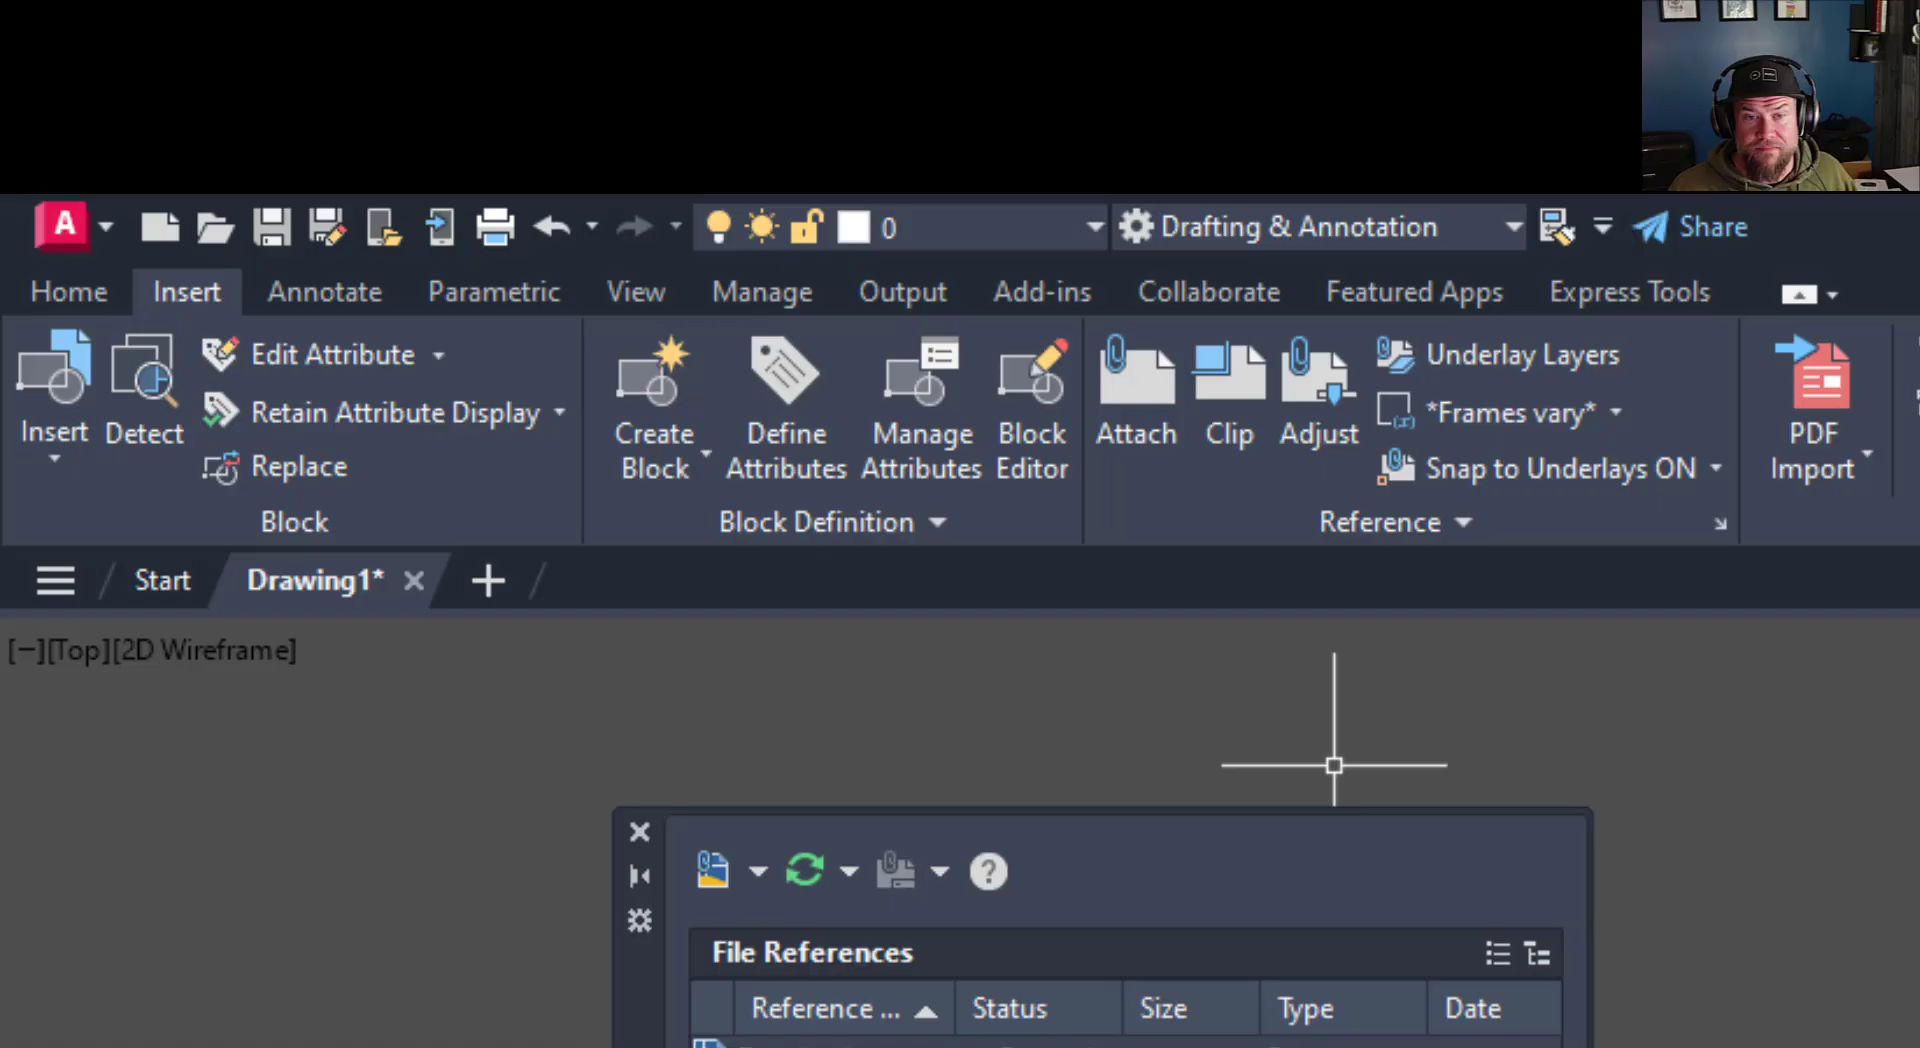 A
0
Drafting & Annotation
Share
Home Insert Annotate Parametric View Manage Output Add-ins Collaborate Featured Apps Express Tools
Insert
Detect
Edit Attribute
Retain Attribute Display
Replace
Block
Create Block
Define Attributes
Manage Attributes
Block Editor
Block Definition
Attach
Clip
Adjust
Underlay Layers
*Frames vary*
Snap to Underlays ON
Reference
PDF Import
Start
Drawing1*
[−][Top][2D Wireframe]
?
File References
Reference ... Status Size Type Date